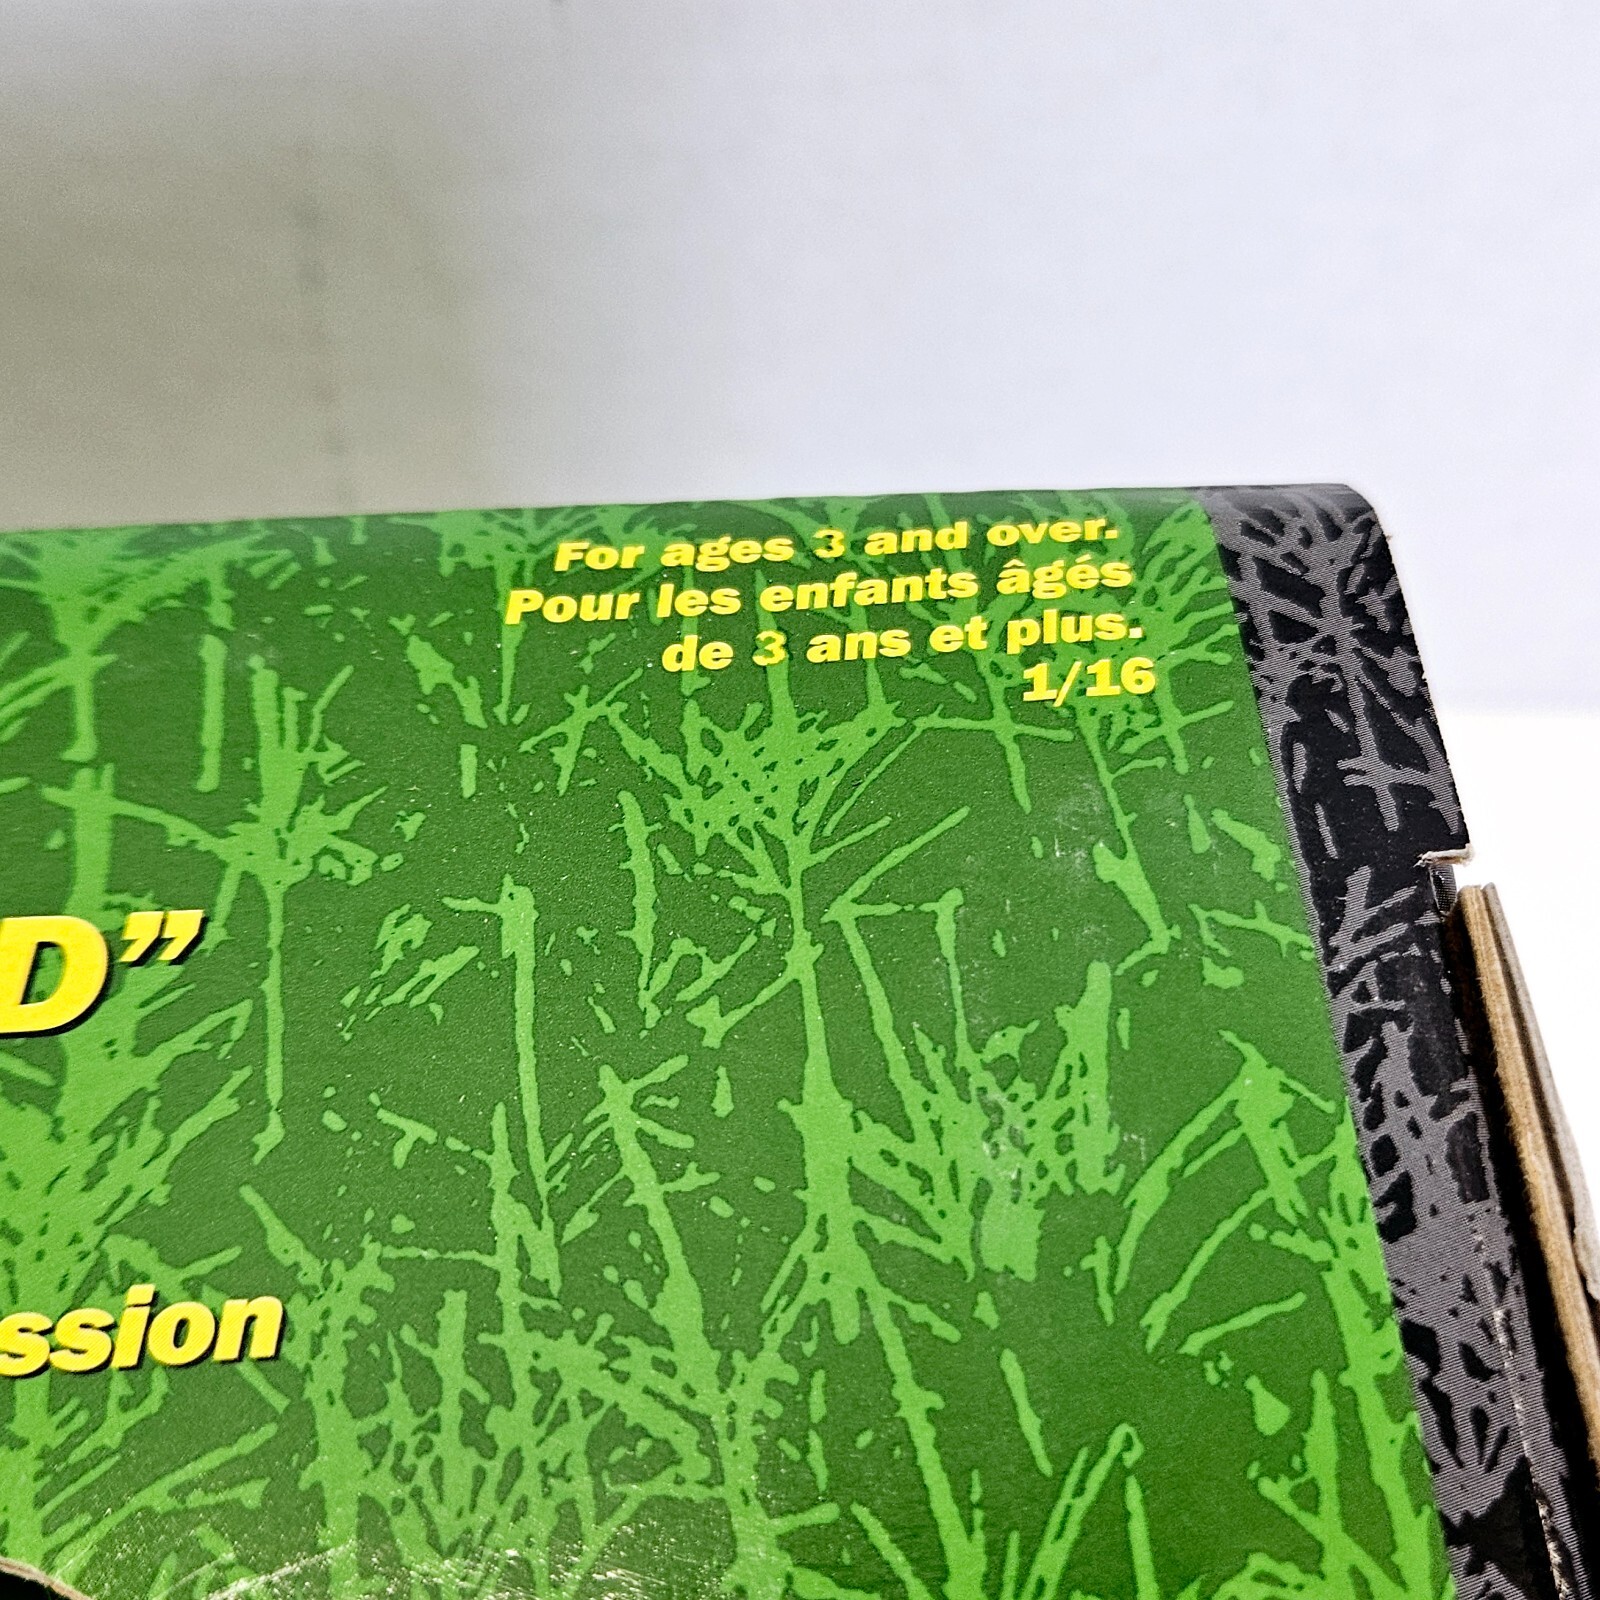 For ages 3 and over.
Pour les enfants âgés
de 3 ans et plus.
1/16
D”
ssion